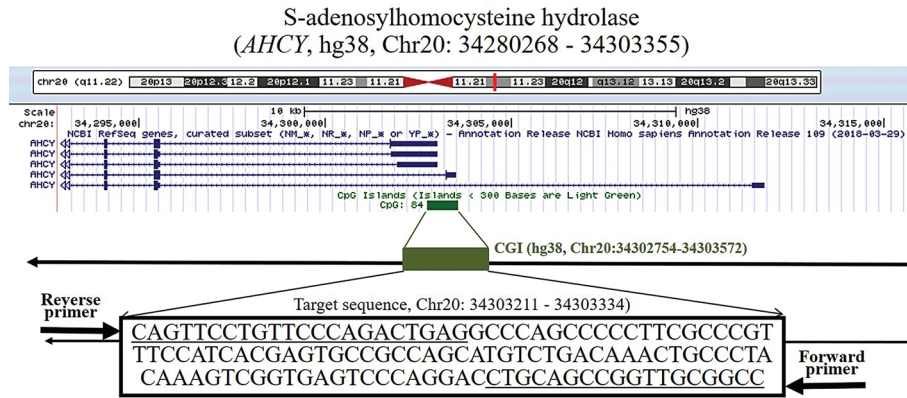 S-adenosylhomocysteine hydrolase
(AHCY, hg38, Chr20: 34280268 - 34303355)
chr20 (q11.22) 20p13 20p12.3 12.2 20p12.1 11.23 11.21 11.21 11.23 20q12 q13.12 13.13 20q13.2 20q13.33
Scale 10 kb hg38
chr20: 34,295,000 34,300,000 34,305,000 34,310,000 34,315,000
NCBI RefSeq genes, curated subset (NM_*, NR_*, NP_* or YP_*) - Annotation Release NCBI Homo sapiens Annotation Release 109 (2018-03-29)
AHCY
AHCY
AHCY
AHCY
AHCY
CpG Islands (Islands < 300 Bases are Light Green)
CpG: 84
CGI (hg38, Chr20:34302754-34303572)
Reverse
primer
Target sequence, Chr20: 34303211 - 34303334)
CAGTTCCTGTTCCCAGACTGAGGCCCAGCCCCCTTCGCCCGT
TTCCATCACGAGTGCCGCCAGCATGTCTGACAAACTGCCCTA
CAAAGTCGGTGAGTCCCAGGACCTGCAGCCGGTTGCGGCC
Forward
primer